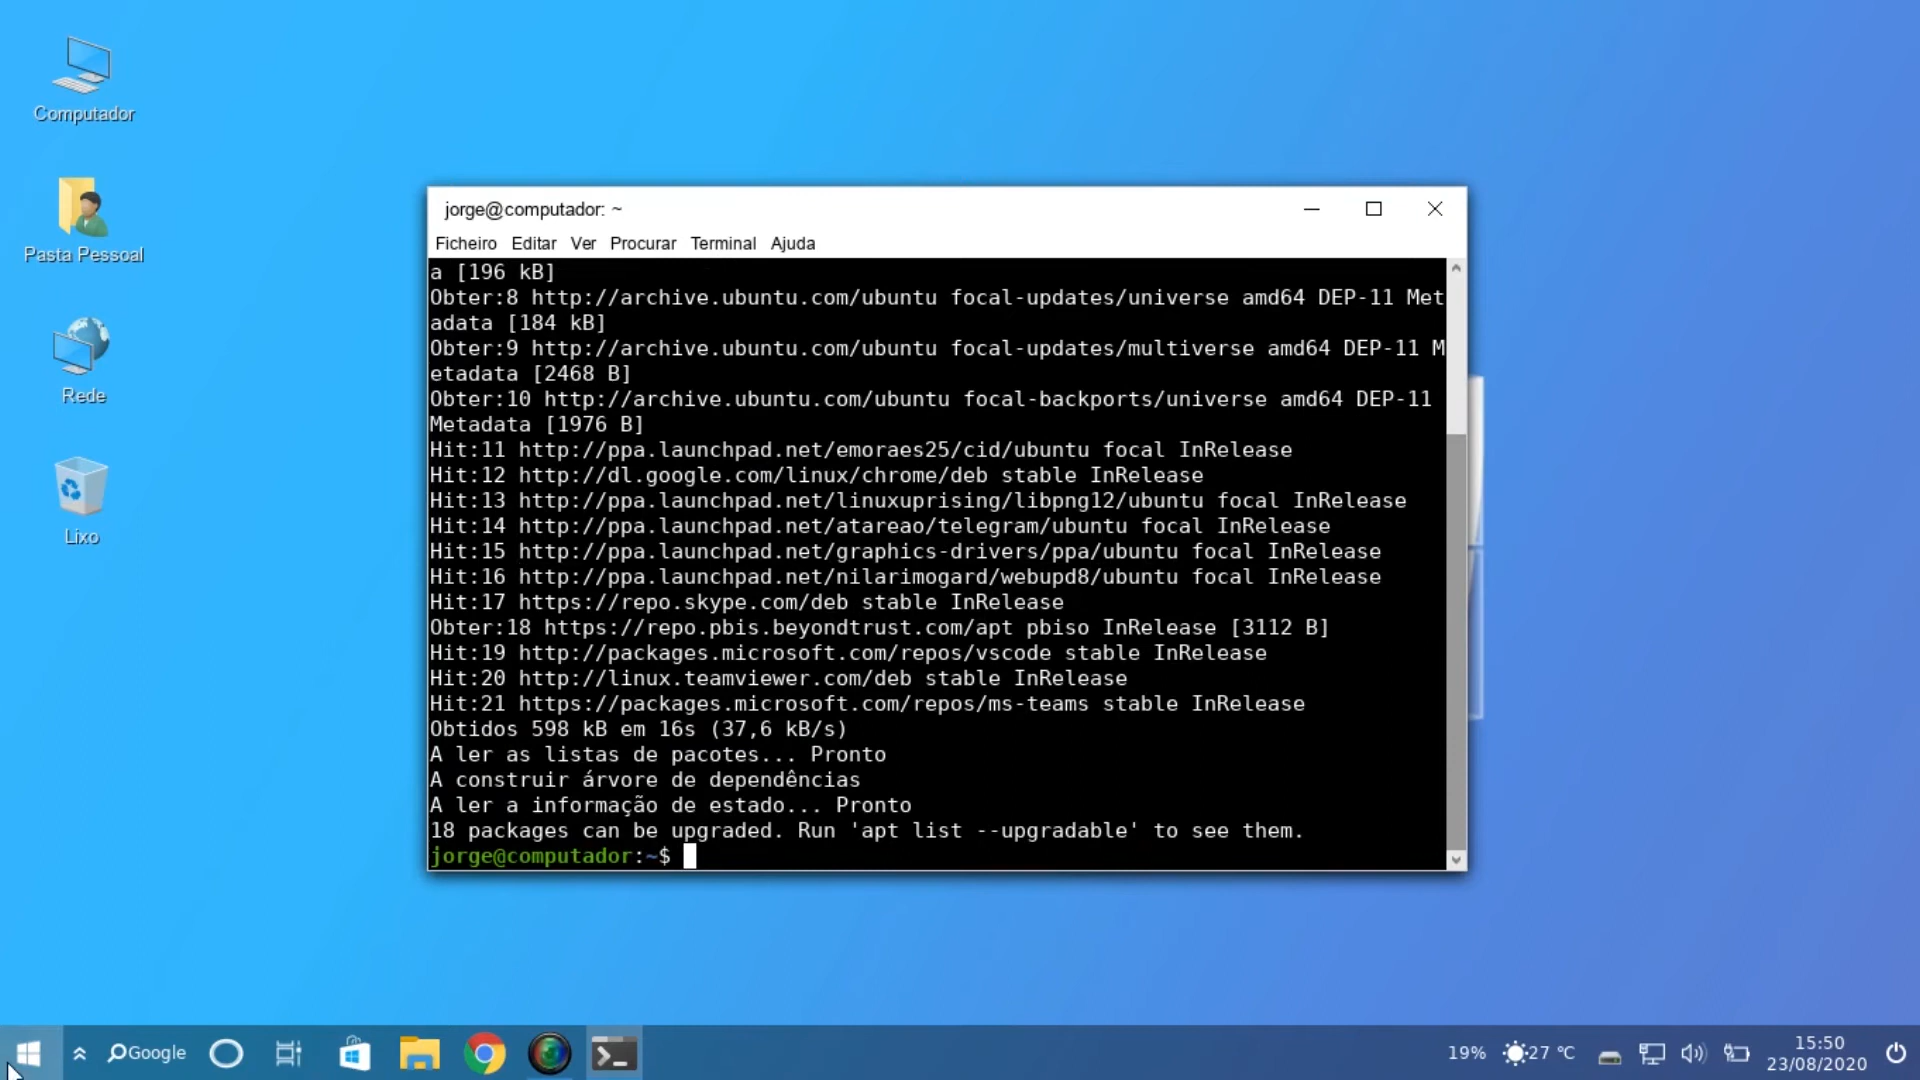 Computador
Pasta Pessoal
Rede
Lixo
jorge@computador: ~
Ficheiro Editar Ver Procurar Terminal Ajuda
a [196 kB]
Obter:8 http://archive.ubuntu.com/ubuntu focal-updates/universe amd64 DEP-11 Met
adata [184 kB]
Obter:9 http://archive.ubuntu.com/ubuntu focal-updates/multiverse amd64 DEP-11 M
etadata [2468 B]
Obter:10 http://archive.ubuntu.com/ubuntu focal-backports/universe amd64 DEP-11
Metadata [1976 B]
Hit:11 http://ppa.launchpad.net/emoraes25/cid/ubuntu focal InRelease
Hit:12 http://dl.google.com/linux/chrome/deb stable InRelease
Hit:13 http://ppa.launchpad.net/linuxuprising/libpng12/ubuntu focal InRelease
Hit:14 http://ppa.launchpad.net/atareao/telegram/ubuntu focal InRelease
Hit:15 http://ppa.launchpad.net/graphics-drivers/ppa/ubuntu focal InRelease
Hit:16 http://ppa.launchpad.net/nilarimogard/webupd8/ubuntu focal InRelease
Hit:17 https://repo.skype.com/deb stable InRelease
Obter:18 https://repo.pbis.beyondtrust.com/apt pbiso InRelease [3112 B]
Hit:19 http://packages.microsoft.com/repos/vscode stable InRelease
Hit:20 http://linux.teamviewer.com/deb stable InRelease
Hit:21 https://packages.microsoft.com/repos/ms-teams stable InRelease
Obtidos 598 kB em 16s (37,6 kB/s)
A ler as listas de pacotes... Pronto
A construir árvore de dependências
A ler a informação de estado... Pronto
18 packages can be upgraded. Run 'apt list --upgradable' to see them.
jorge@computador:~$
Google
19%
27 °C
15:50
23/08/2020